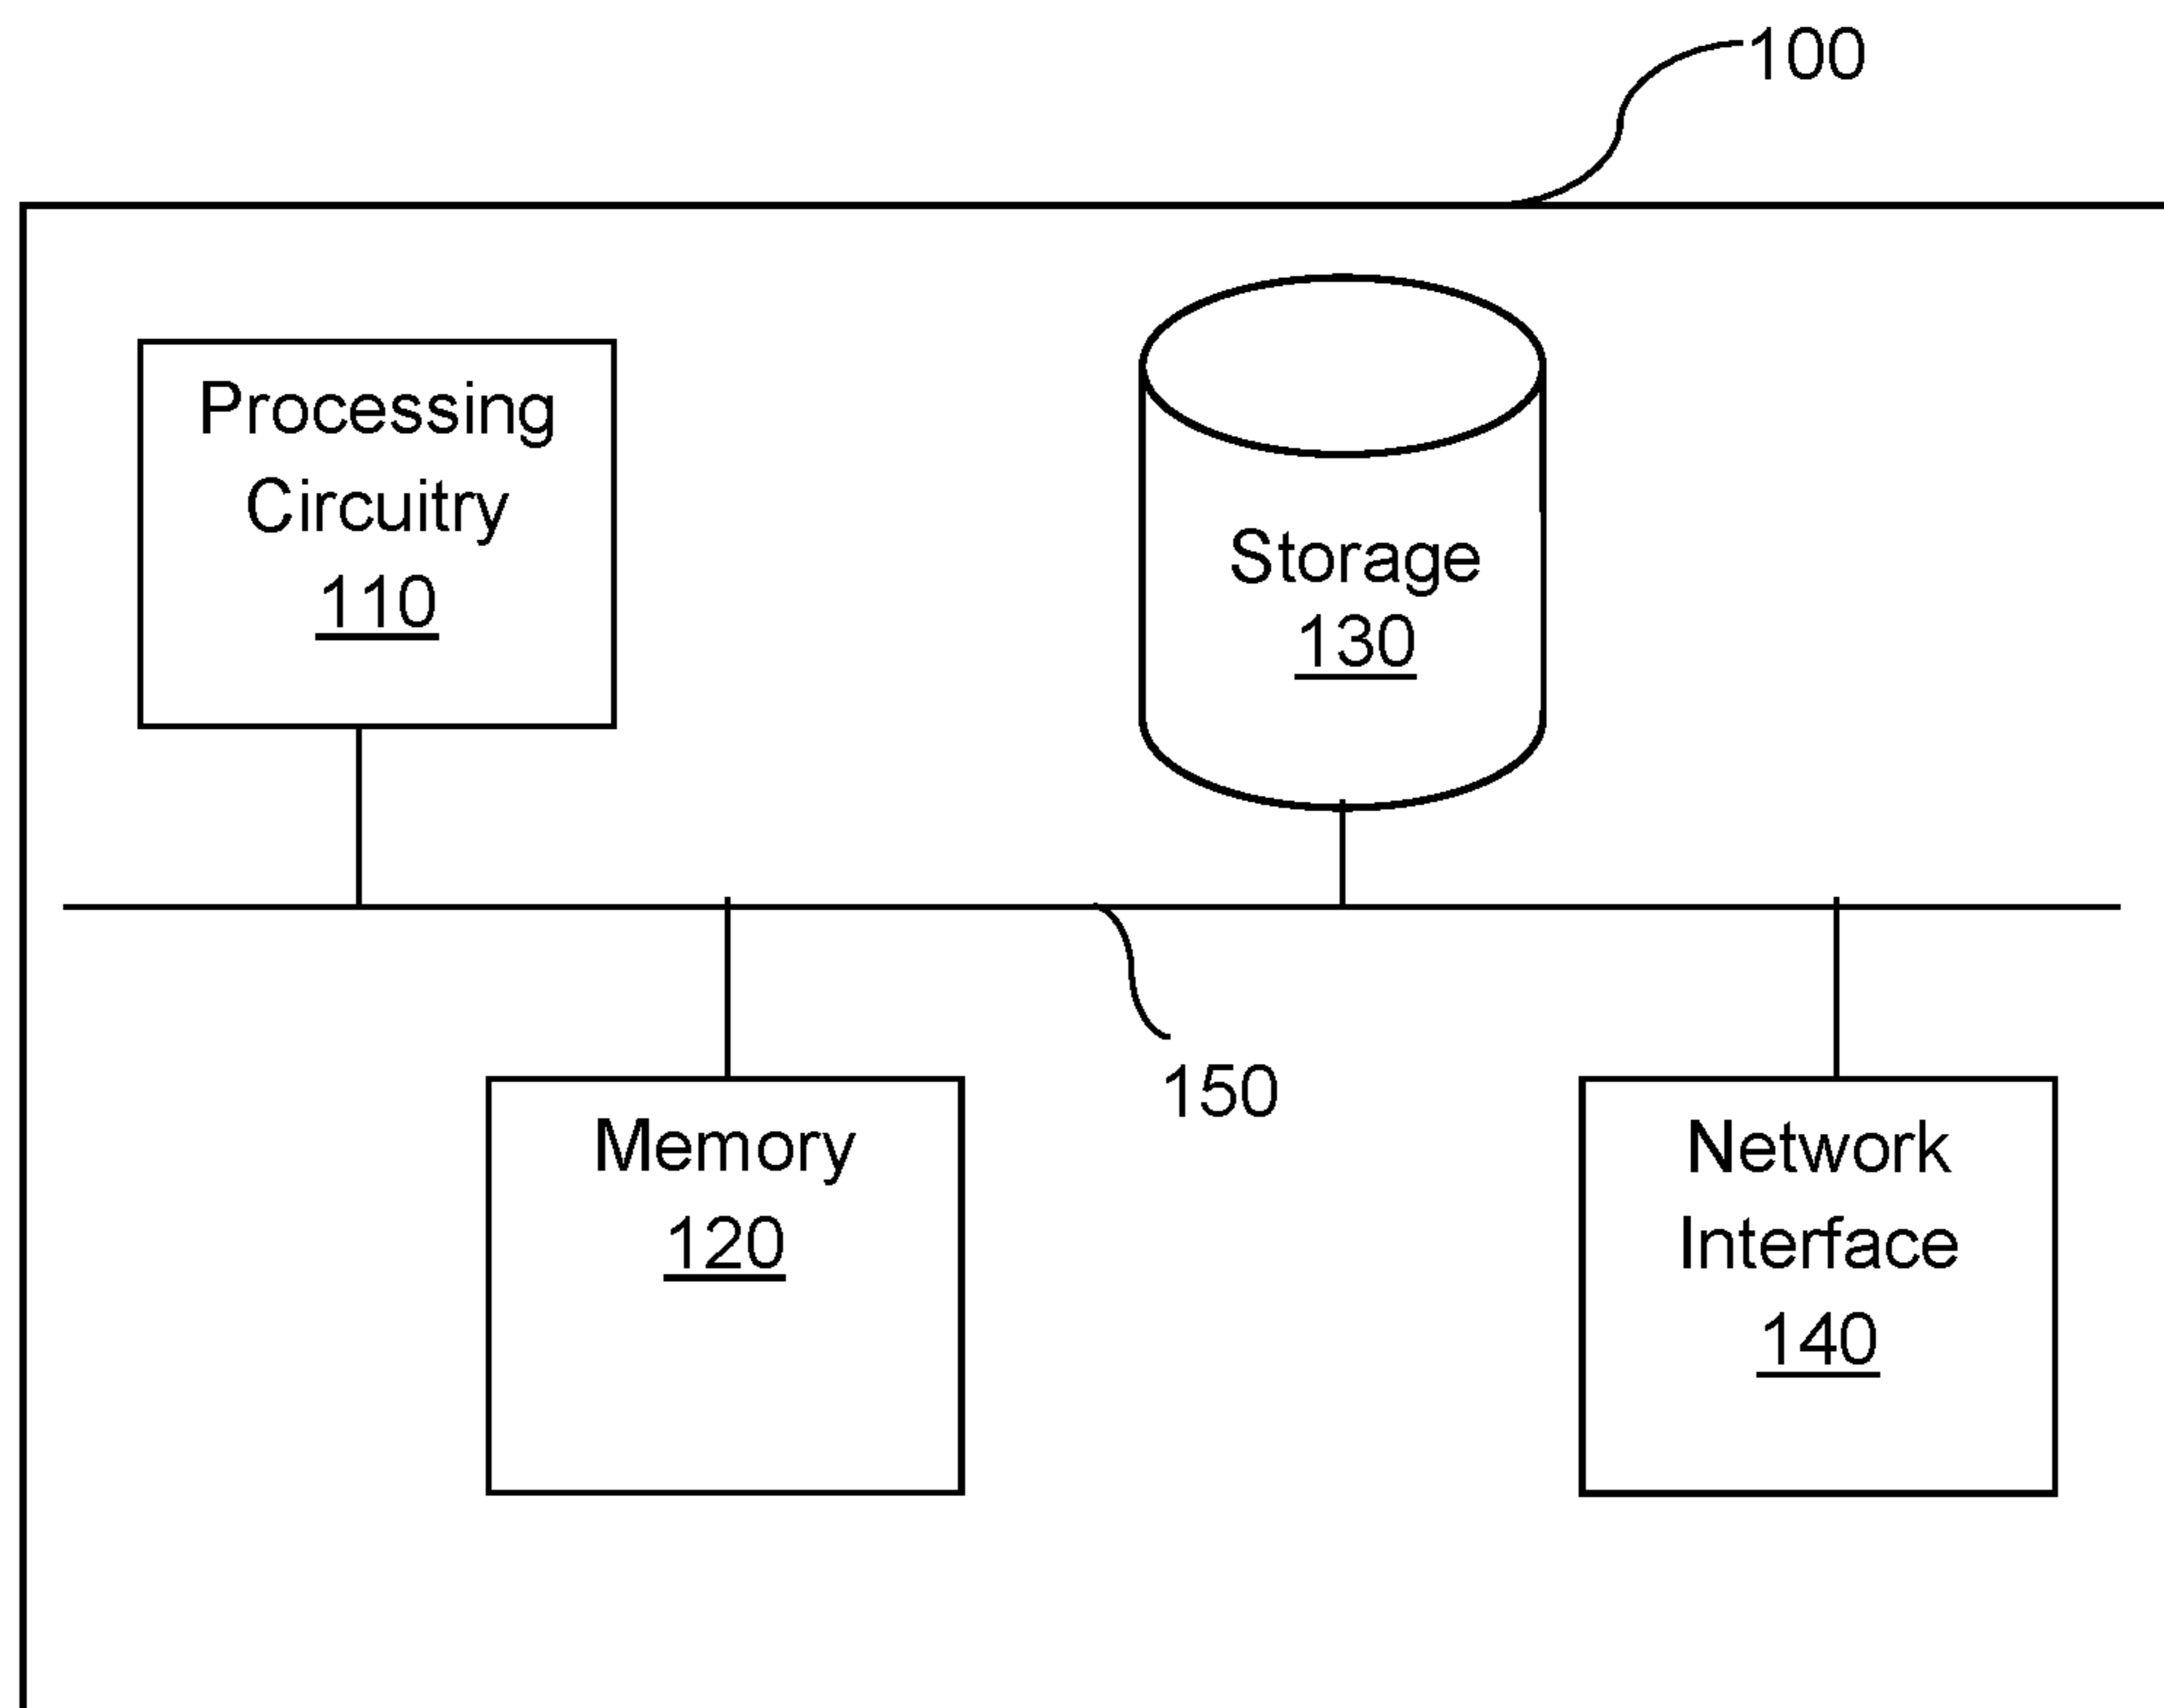 100
Processing
Circuitry
110
Storage
130
150
Memory
120
Network
Interface
140